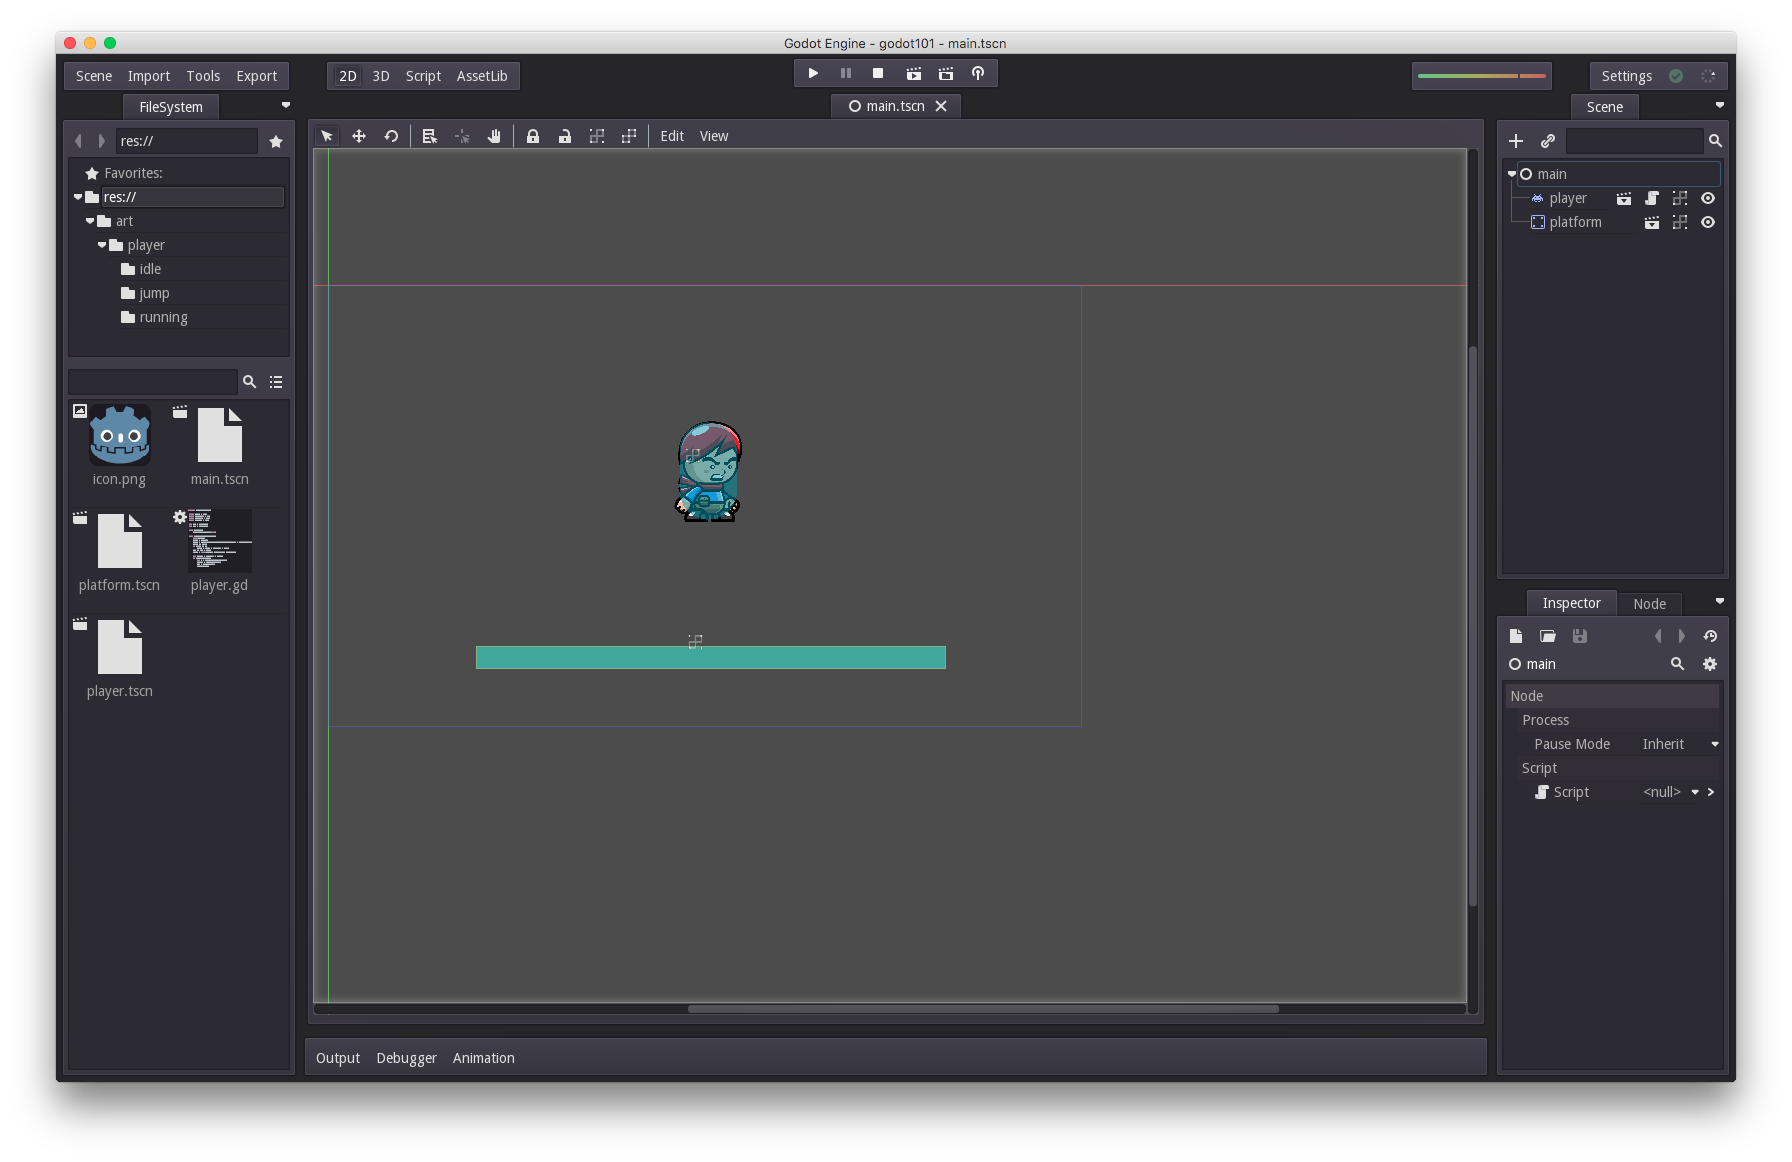 Godot Engine - godot101 - main.tscn
Scene Import Tools Export
2D 3D Script AssetLib
Settings
FileSystem
main.tscn
Scene
res://
Edit View
Favorites:
res://
art
player
idle
jump
running
icon.png
main.tscn
platform.tscn
player.gd
player.tscn
main
player
platform
Inspector Node
main
Node
Process
Pause Mode Inherit
Script
Script <null>
Output Debugger Animation